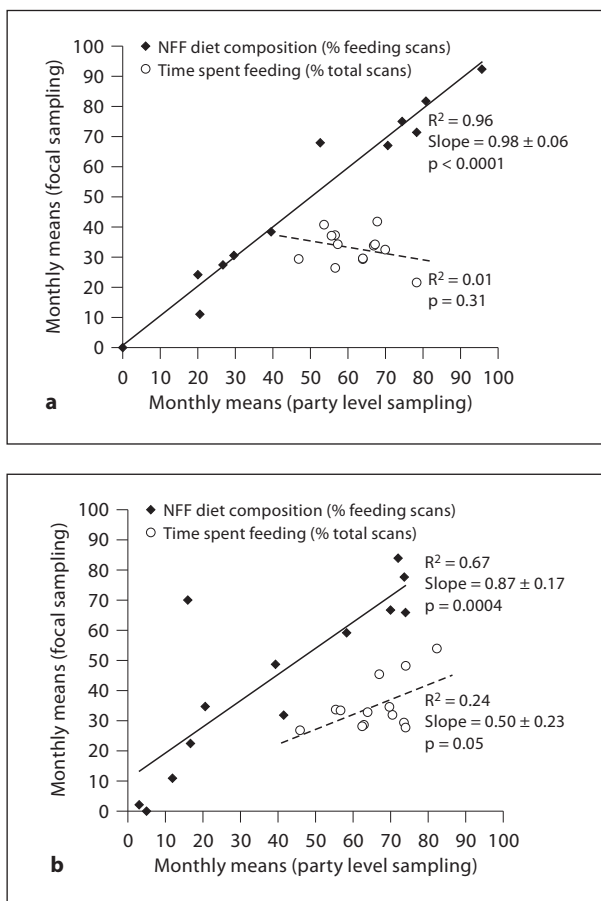 NFF diet composition (% feeding scans)
Time spent feeding (% total scans)
100
90
80
70
60
50
40
30
20
10
0
Monthly means (focal sampling)
R² = 0.96
Slope = 0.98 ± 0.06
p < 0.0001
R² = 0.01
p = 0.31
0 10 20 30 40 50 60 70 80 90 100
a
Monthly means (party level sampling)
NFF diet composition (% feeding scans)
Time spent feeding (% total scans)
100
90
80
70
60
50
40
30
20
10
0
Monthly means (focal sampling)
R² = 0.67
Slope = 0.87 ± 0.17
p = 0.0004
R² = 0.24
Slope = 0.50 ± 0.23
p = 0.05
0 10 20 30 40 50 60 70 80 90 100
b
Monthly means (party level sampling)